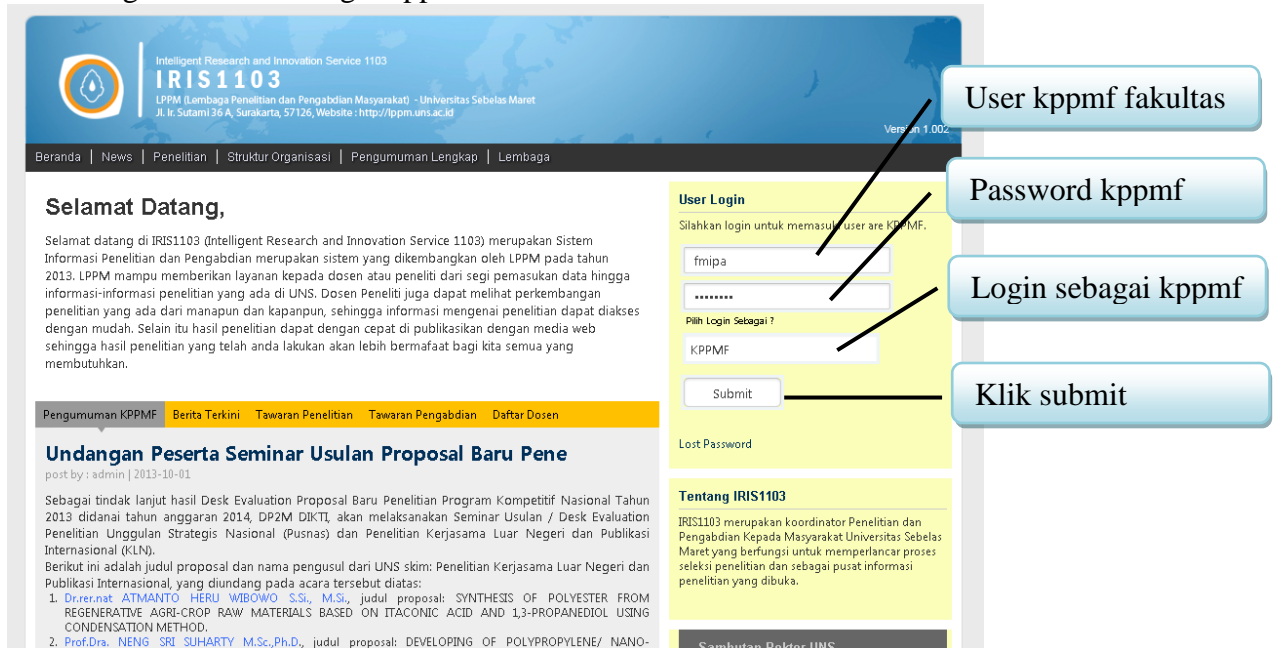 Intelligent Research and Innovation Service 1103
IRIS1103
LPPM (Lembaga Penelitian dan Pengabdian Masyarakat) - Universitas Sebelas Maret
Jl. Ir. Sutami 36 A, Surakarta, 57126, Website : http://lppm.uns.ac.id
Version 1.002
Beranda | News | Penelitian | Struktur Organisasi | Pengumuman Lengkap | Lembaga
User kppmf fakultas
Password kppmf
Login sebagai kppmf
Klik submit
Selamat Datang,
Selamat datang di IRIS1103 (Intelligent Research and Innovation Service 1103) merupakan Sistem
Informasi Penelitian dan Pengabdian merupakan sistem yang dikembangkan oleh LPPM pada tahun
2013. LPPM mampu memberikan layanan kepada dosen atau peneliti dari segi pemasukan data hingga
informasi-informasi penelitian yang ada di UNS. Dosen Peneliti juga dapat melihat perkembangan
penelitian yang ada dari manapun dan kapanpun, sehingga informasi mengenai penelitian dapat diakses
dengan mudah. Selain itu hasil penelitian dapat dengan cepat di publikasikan dengan media web
sehingga hasil penelitian yang telah anda lakukan akan lebih bermafaat bagi kita semua yang
membutuhkan.
User Login
Silahkan login untuk memasuki user are KPPMF.
fmipa
••••••••
Pilih Login Sebagai ?
KPPMF
Submit
Lost Password
Pengumuman KPPMF Berita Terkini Tawaran Penelitian Tawaran Pengabdian Daftar Dosen
Undangan Peserta Seminar Usulan Proposal Baru Pene
post by : admin | 2013-10-01
Sebagai tindak lanjut hasil Desk Evaluation Proposal Baru Penelitian Program Kompetitif Nasional Tahun
2013 didanai tahun anggaran 2014, DP2M DIKTI, akan melaksanakan Seminar Usulan / Desk Evaluation
Penelitian Unggulan Strategis Nasional (Pusnas) dan Penelitian Kerjasama Luar Negeri dan Publikasi
Internasional (KLN).
Berikut ini adalah judul proposal dan nama pengusul dari UNS skim: Penelitian Kerjasama Luar Negeri dan
Publikasi Internasional, yang diundang pada acara tersebut diatas:
1. Dr.rer.nat ATMANTO HERU WIBOWO S.Si., M.Si., judul proposal: SYNTHESIS OF POLYESTER FROM
REGENERATIVE AGRI-CROP RAW MATERIALS BASED ON ITACONIC ACID AND 1,3-PROPANEDIOL USING
CONDENSATION METHOD.
2. Prof.Dra. NENG SRI SUHARTY M.Sc.,Ph.D., judul proposal: DEVELOPING OF POLYPROPYLENE/ NANO-
Tentang IRIS1103
IRIS1103 merupakan koordinator Penelitian dan
Pengabdian Kepada Masyarakat Universitas Sebelas
Maret yang berfungsi untuk memperlancar proses
seleksi penelitian dan sebagai pusat informasi
penelitian yang dibuka.
Sambutan Rektor UNS